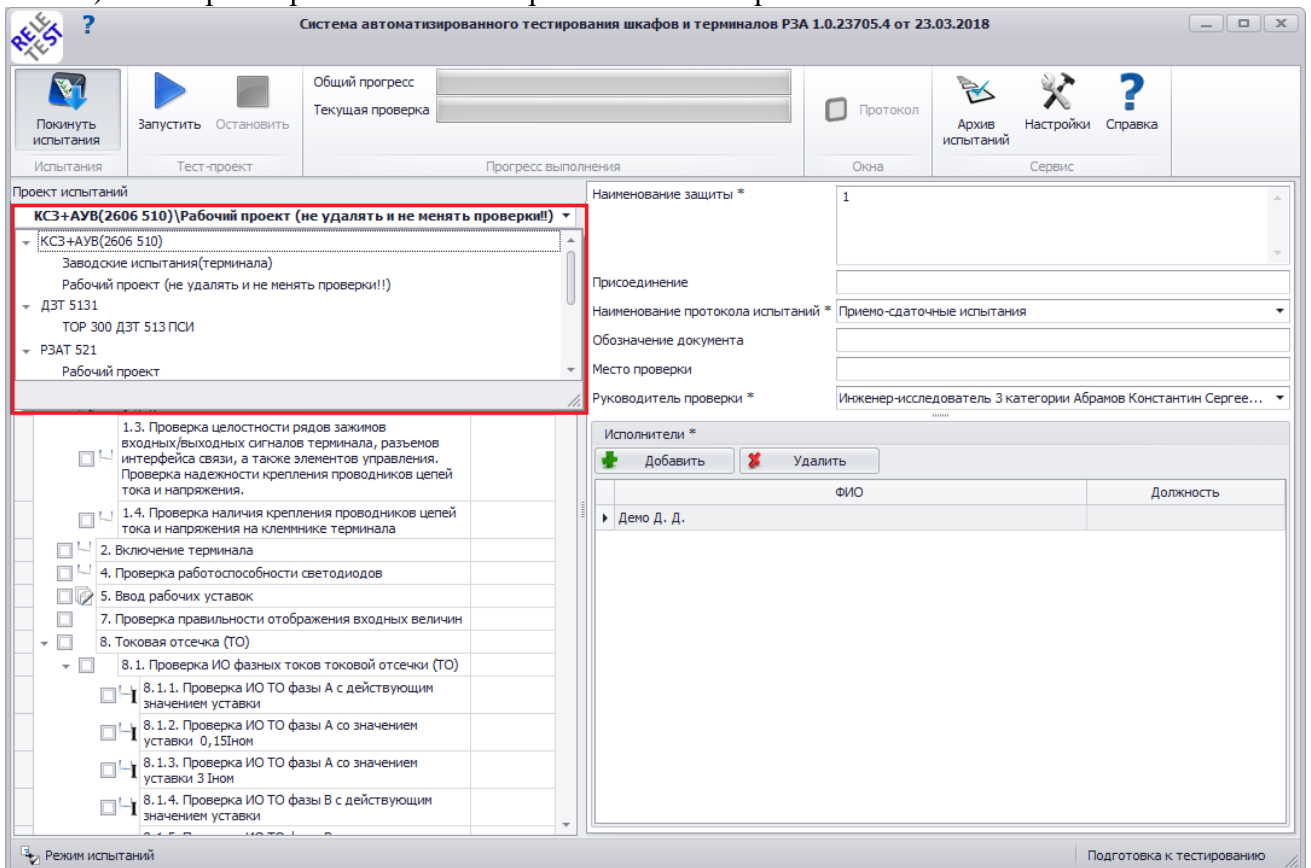 RELE
TEST
?
Система автоматизированного тестирования шкафов и терминалов РЗА 1.0.23705.4 от 23.03.2018
Покинуть
испытания
Запустить
Остановить
Общий прогресс
Текущая проверка
Протокол
Архив
испытаний
Настройки
Справка
Испытания
Тест-проект
Прогресс выполнения
Окна
Сервис
Проект испытаний
КСЗ+АУВ(2606 510)\Рабочий проект (не удалять и не менять проверки!!)
КСЗ+АУВ(2606 510)
Заводские испытания(терминала)
Рабочий проект (не удалять и не менять проверки!!)
ДЗТ 5131
ТОР 300 ДЗТ 513 ПСИ
РЗАТ 521
Рабочий проект
1.3. Проверка целостности рядов зажимов
входных/выходных сигналов терминала, разъемов
интерфейса связи, а также элементов управления.
Проверка надежности крепления проводников цепей
тока и напряжения.
1.4. Проверка наличия крепления проводников цепей
тока и напряжения на клеммнике терминала
2. Включение терминала
4. Проверка работоспособности светодиодов
5. Ввод рабочих уставок
7. Проверка правильности отображения входных величин
8. Токовая отсечка (ТО)
8.1. Проверка ИО фазных токов токовой отсечки (ТО)
8.1.1. Проверка ИО ТО фазы А с действующим
значением уставки
8.1.2. Проверка ИО ТО фазы А со значением
уставки 0,15Iном
8.1.3. Проверка ИО ТО фазы А со значением
уставки 3 Iном
8.1.4. Проверка ИО ТО фазы В с действующим
значением уставки
Наименование защиты *
1
Присоединение
Наименование протокола испытаний *
Приемо-сдаточные испытания
Обозначение документа
Место проверки
Руководитель проверки *
Инженер-исследователь 3 категории Абрамов Константин Сергее...
Исполнители *
Добавить
Удалить
ФИО
Должность
Демо Д. Д.
Режим испытаний
Подготовка к тестированию